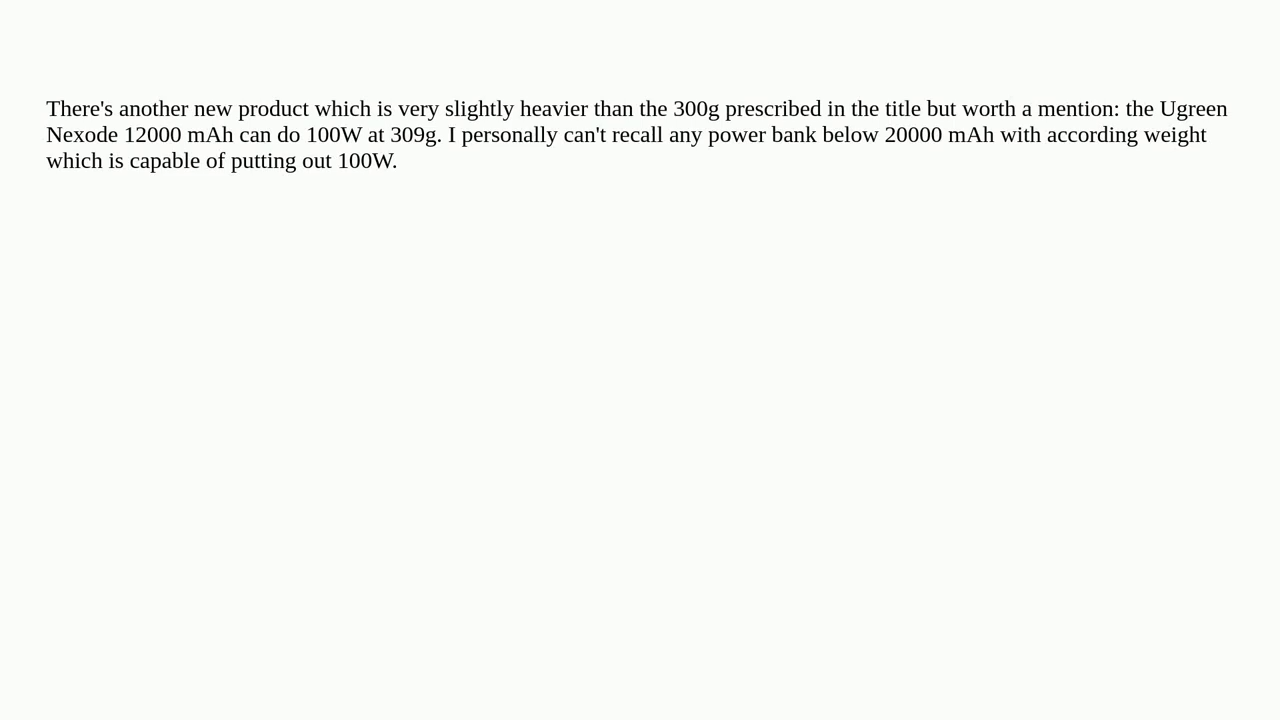 There's another new product which is very slightly heavier than the 300g prescribed in the title but worth a mention: the Ugreen
Nexode 12000 mAh can do 100W at 309g. I personally can't recall any power bank below 20000 mAh with according weight
which is capable of putting out 100W.